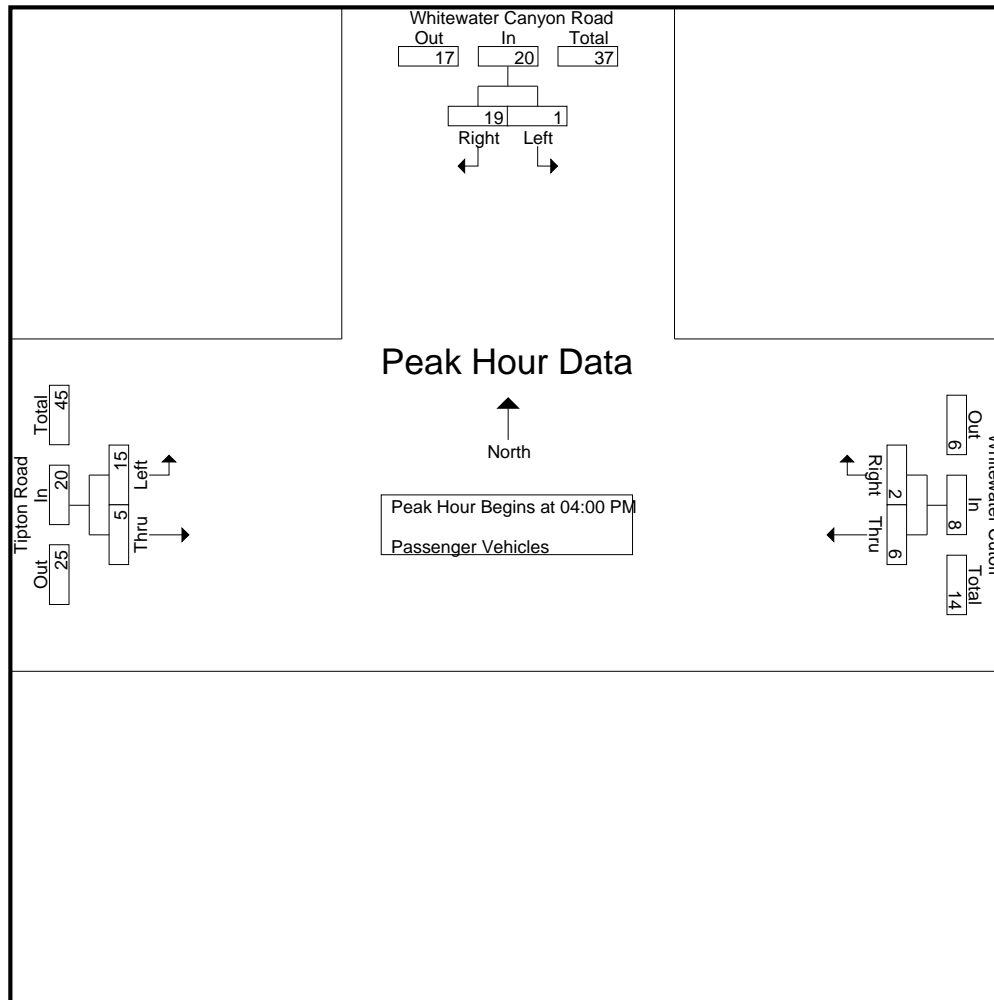 Whitewater Canyon Road
Out In Total
17 20 37
19 1
Right Left
Peak Hour Data
North
Peak Hour Begins at 04:00 PM
Passenger Vehicles
Tipton Road
Out In Total
25 20 45
Left Thru
15 5
Whitewater
Out In Total
6 8 14
Right Thru
2 6